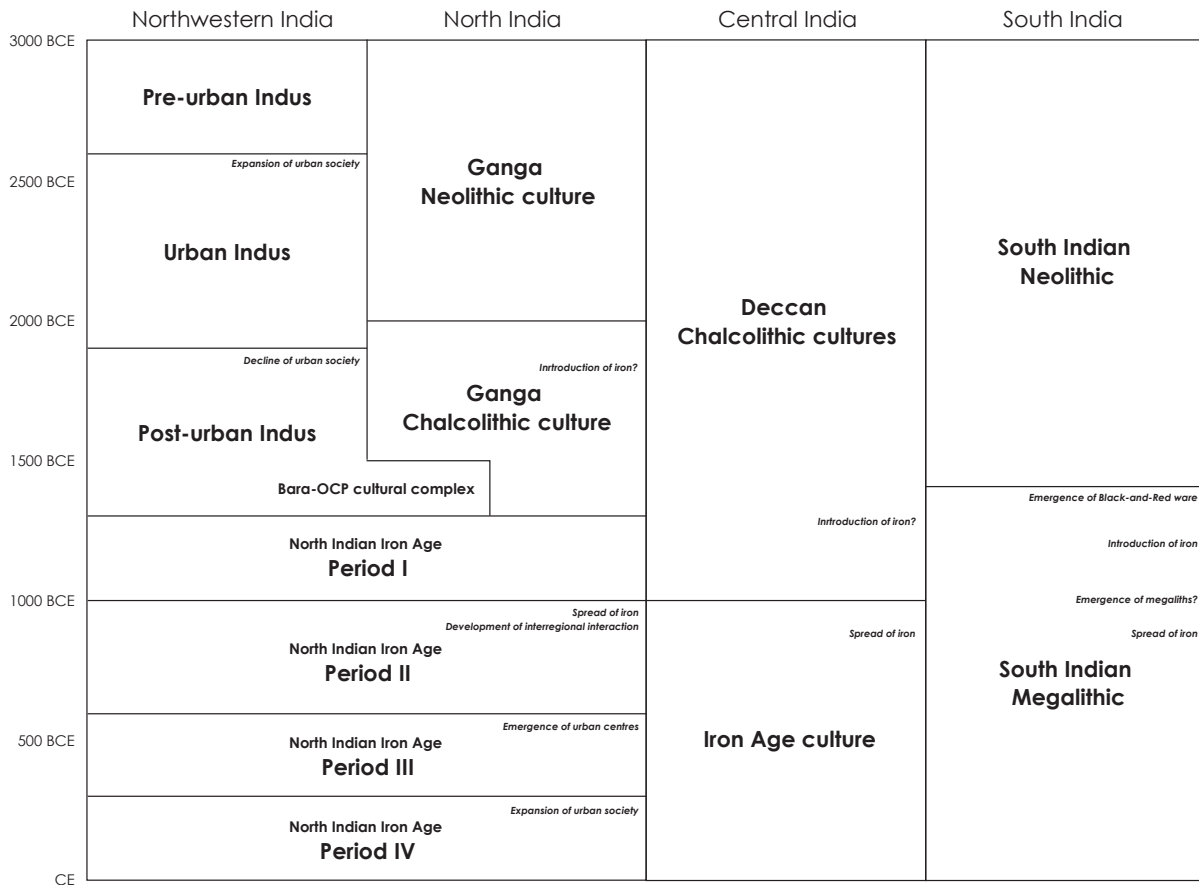 Northwestern India
North India
Central India
South India
3000 BCE
2500 BCE
2000 BCE
1500 BCE
1000 BCE
500 BCE
CE
Pre-urban Indus
Expansion of urban society
Urban Indus
Decline of urban society
Post-urban Indus
Ganga
Neolithic culture
Inrtroduction of iron?
Ganga
Chalcolithic culture
Bara-OCP cultural complex
North Indian Iron Age
Period I
Spread of iron
Development of interregional interaction
North Indian Iron Age
Period II
Emergence of urban centres
North Indian Iron Age
Period III
Expansion of urban society
North Indian Iron Age
Period IV
Deccan
Chalcolithic cultures
Inrtroduction of iron?
Spread of iron
Iron Age culture
South Indian
Neolithic
Emergence of Black-and-Red ware
Introduction of iron
Emergence of megaliths?
Spread of iron
South Indian
Megalithic